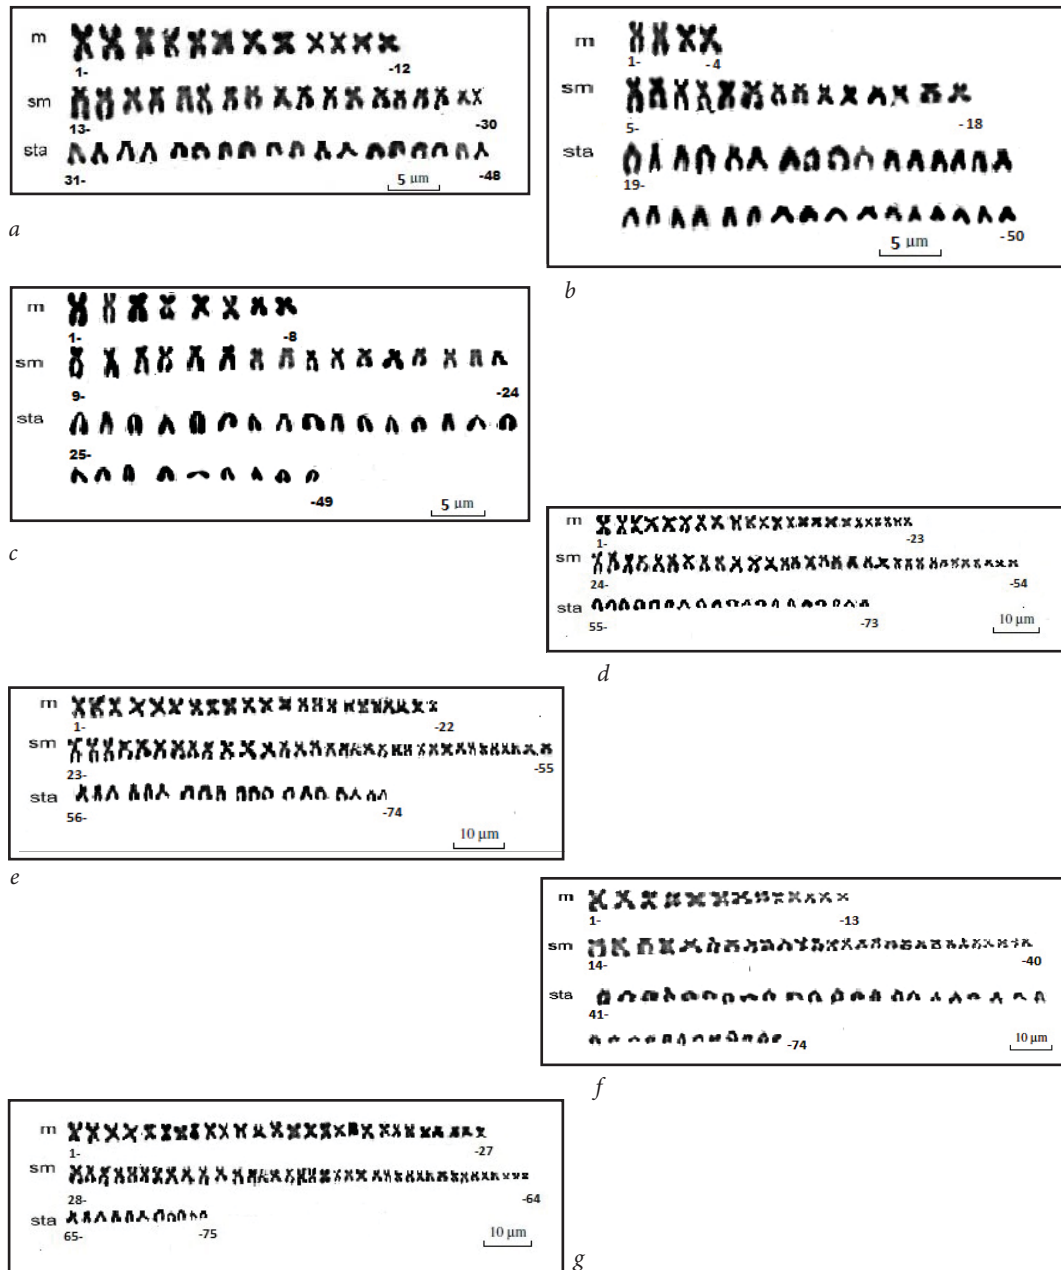 m
1- -12
sm
13- -30
sta
31- -48
5 μm
a
m
1- -4
sm
5- -18
sta
19-
-50
5 μm
b
m
1- -8
sm
9- -24
sta
25-
-49
5 μm
c
m
1- -23
sm
24- -54
sta
55- -73
10 μm
d
m
1- -22
sm
23- -55
sta
56- -74
10 μm
e
m
1- -13
sm
14- -40
sta
41-
-74
10 μm
f
m
1- -27
sm
28- -64
sta
65- -75
10 μm
g